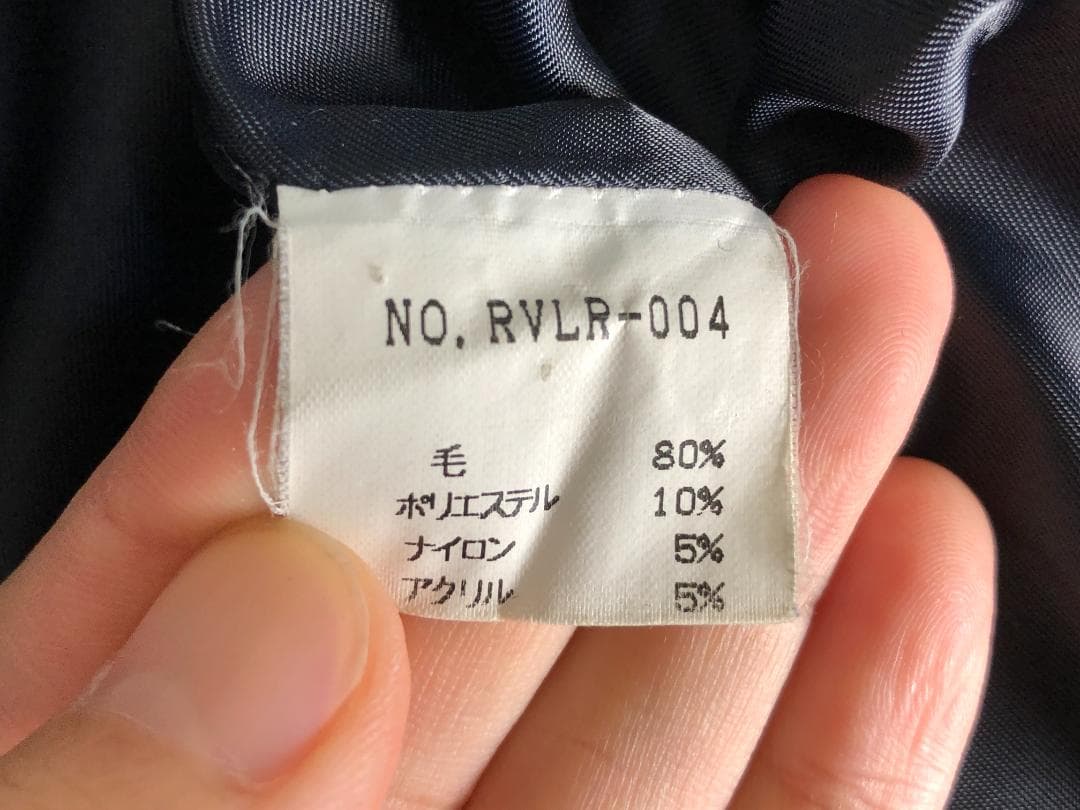 NO. RVLR-004
毛 80%
ポリエステル 10%
ナイロン 5%
アクリル 5%